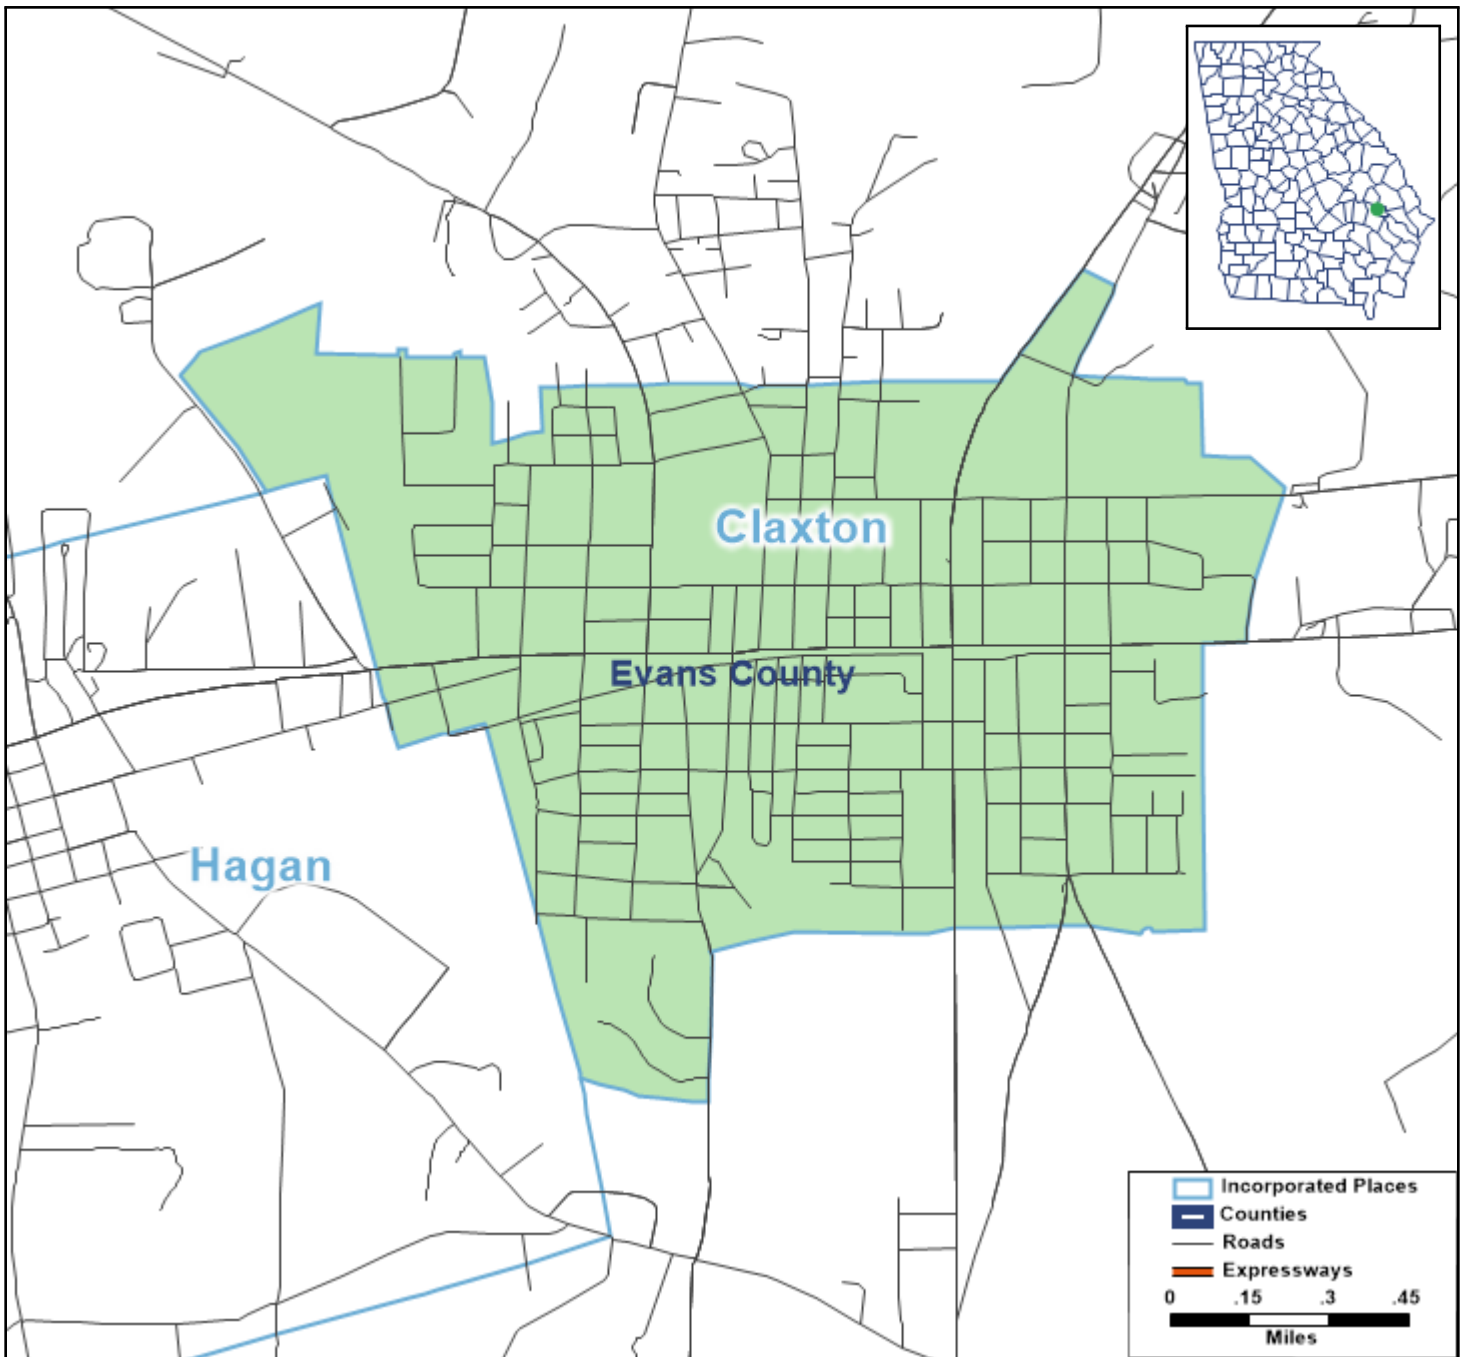 Claxton
Evans County
Hagan
Incorporated Places
Counties
Roads
Expressways
0 .15 .3 .45
Miles